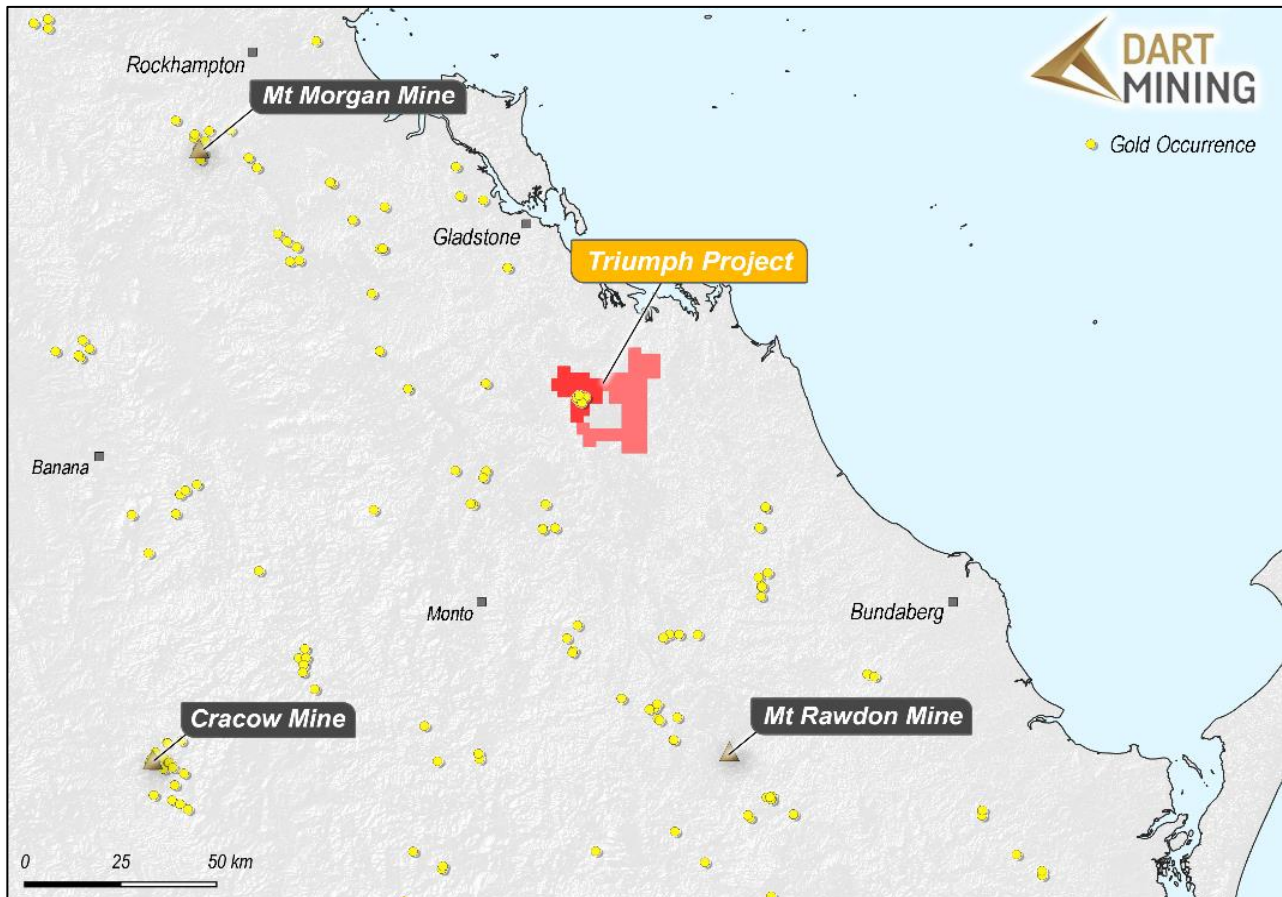 DART
MINING
Rockhampton
Mt Morgan Mine
Gold Occurrence
Gladstone
Triumph Project
Banana
Monto
Bundaberg
Cracow Mine
Mt Rawdon Mine
0 25 50 km